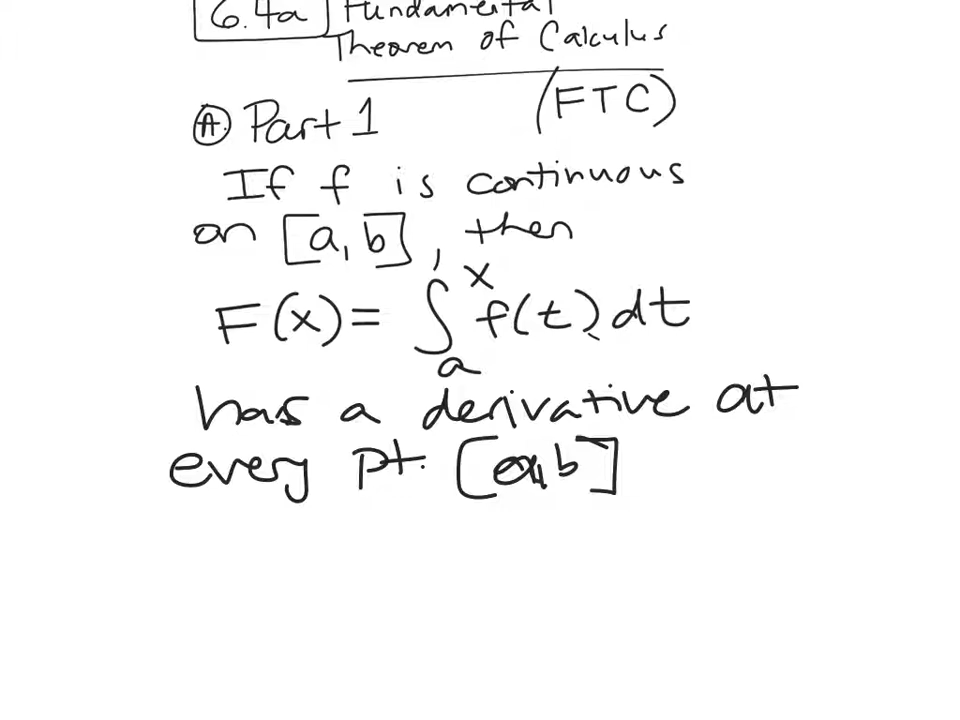 6.4a Fundamental
Theorem of Calculus
(FTC)
Ⓐ Part 1
If f is continuous
on [a, b], then
F(x) = ∫ₐˣ f(t) dt
has a derivative at
every pt. [a, b]